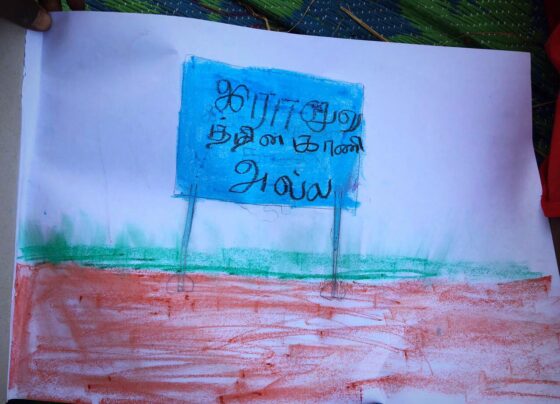 இராணுவ
த்தின் காணி
அல்ல